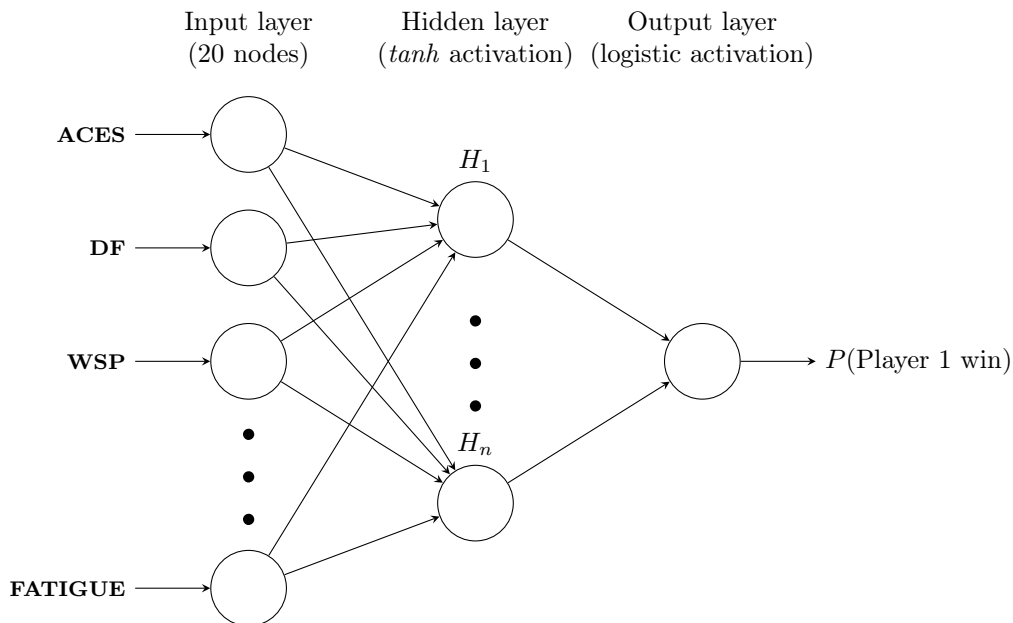 Input layer
(20 nodes)
Hidden layer
(tanh activation)
Output layer
(logistic activation)
ACES
DF
WSP
FATIGUE
H₁
Hₙ
P(Player 1 win)